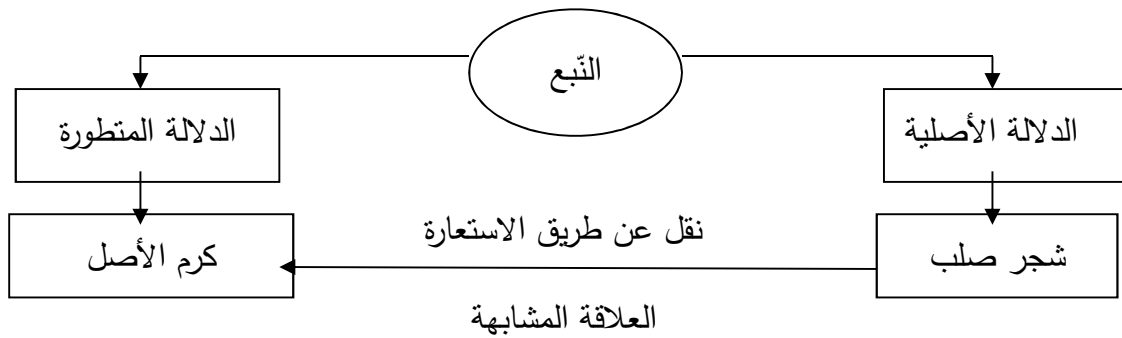 النّبع
الدلالة الأصلية
الدلالة المتطورة
نقل عن طريق الاستعارة
شجر صلب
كرم الأصل
العلاقة المشابهة